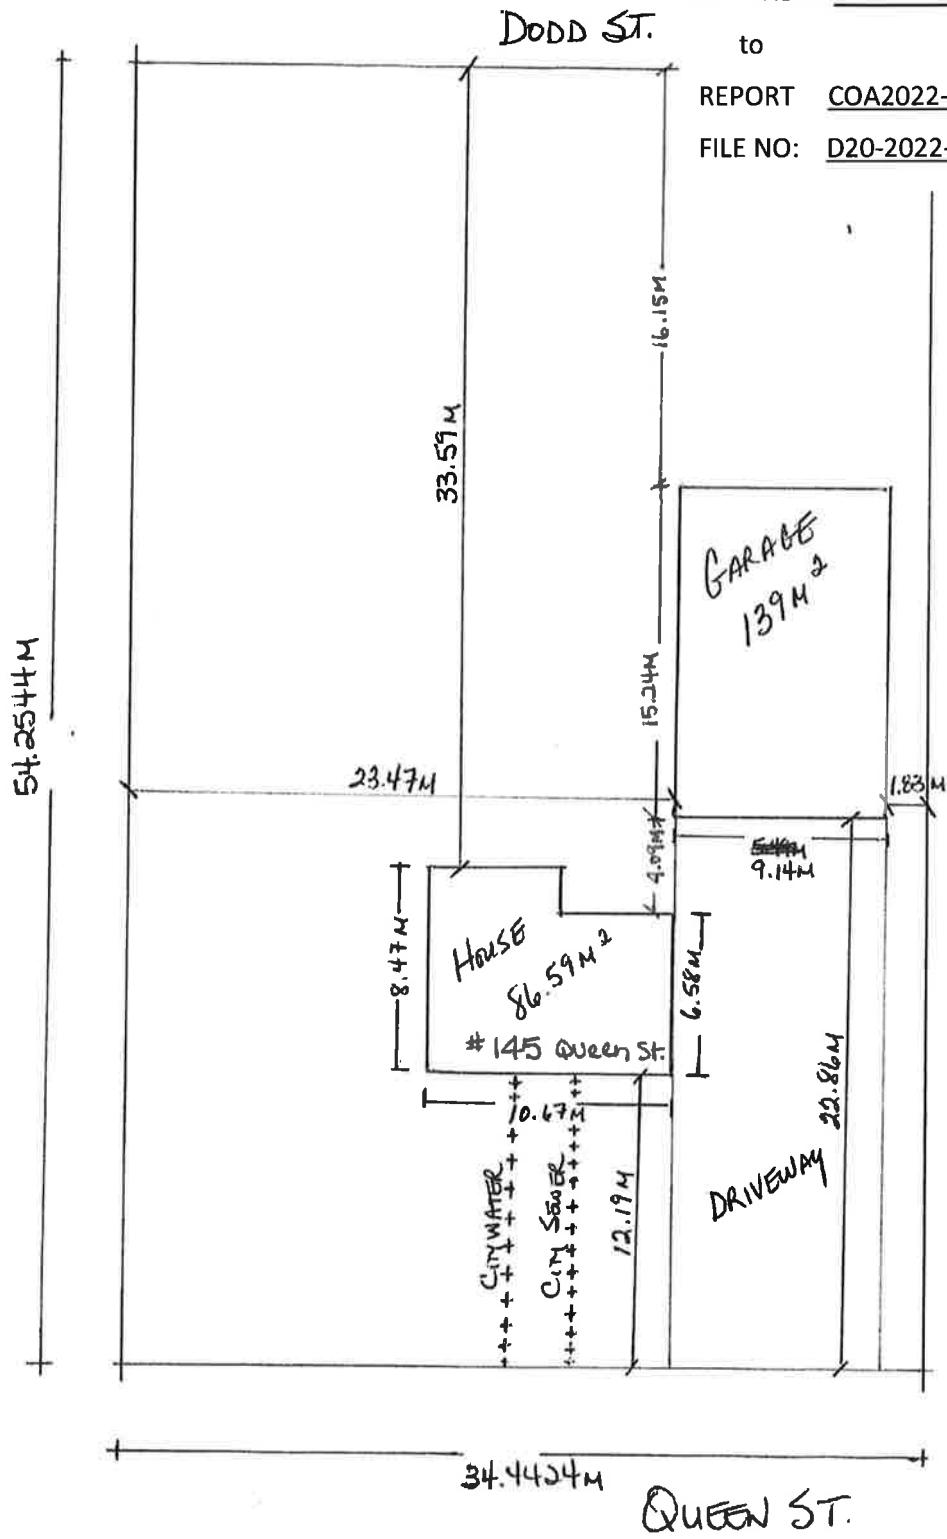 DODD ST.
to
REPORT COA2022-
FILE NO: D20-2022-
16.15M
33.59M
GARAGE
139M²
54.2544M
15.24M
23.47M
1.83M
4.09M
9.14M
8.47M
HOUSE
86.59M²
6.58M
#145 Queen St.
10.67M
22.86M
CITY WATER
CITY SEWER
12.19M
DRIVEWAY
34.4424M
QUEEN ST.